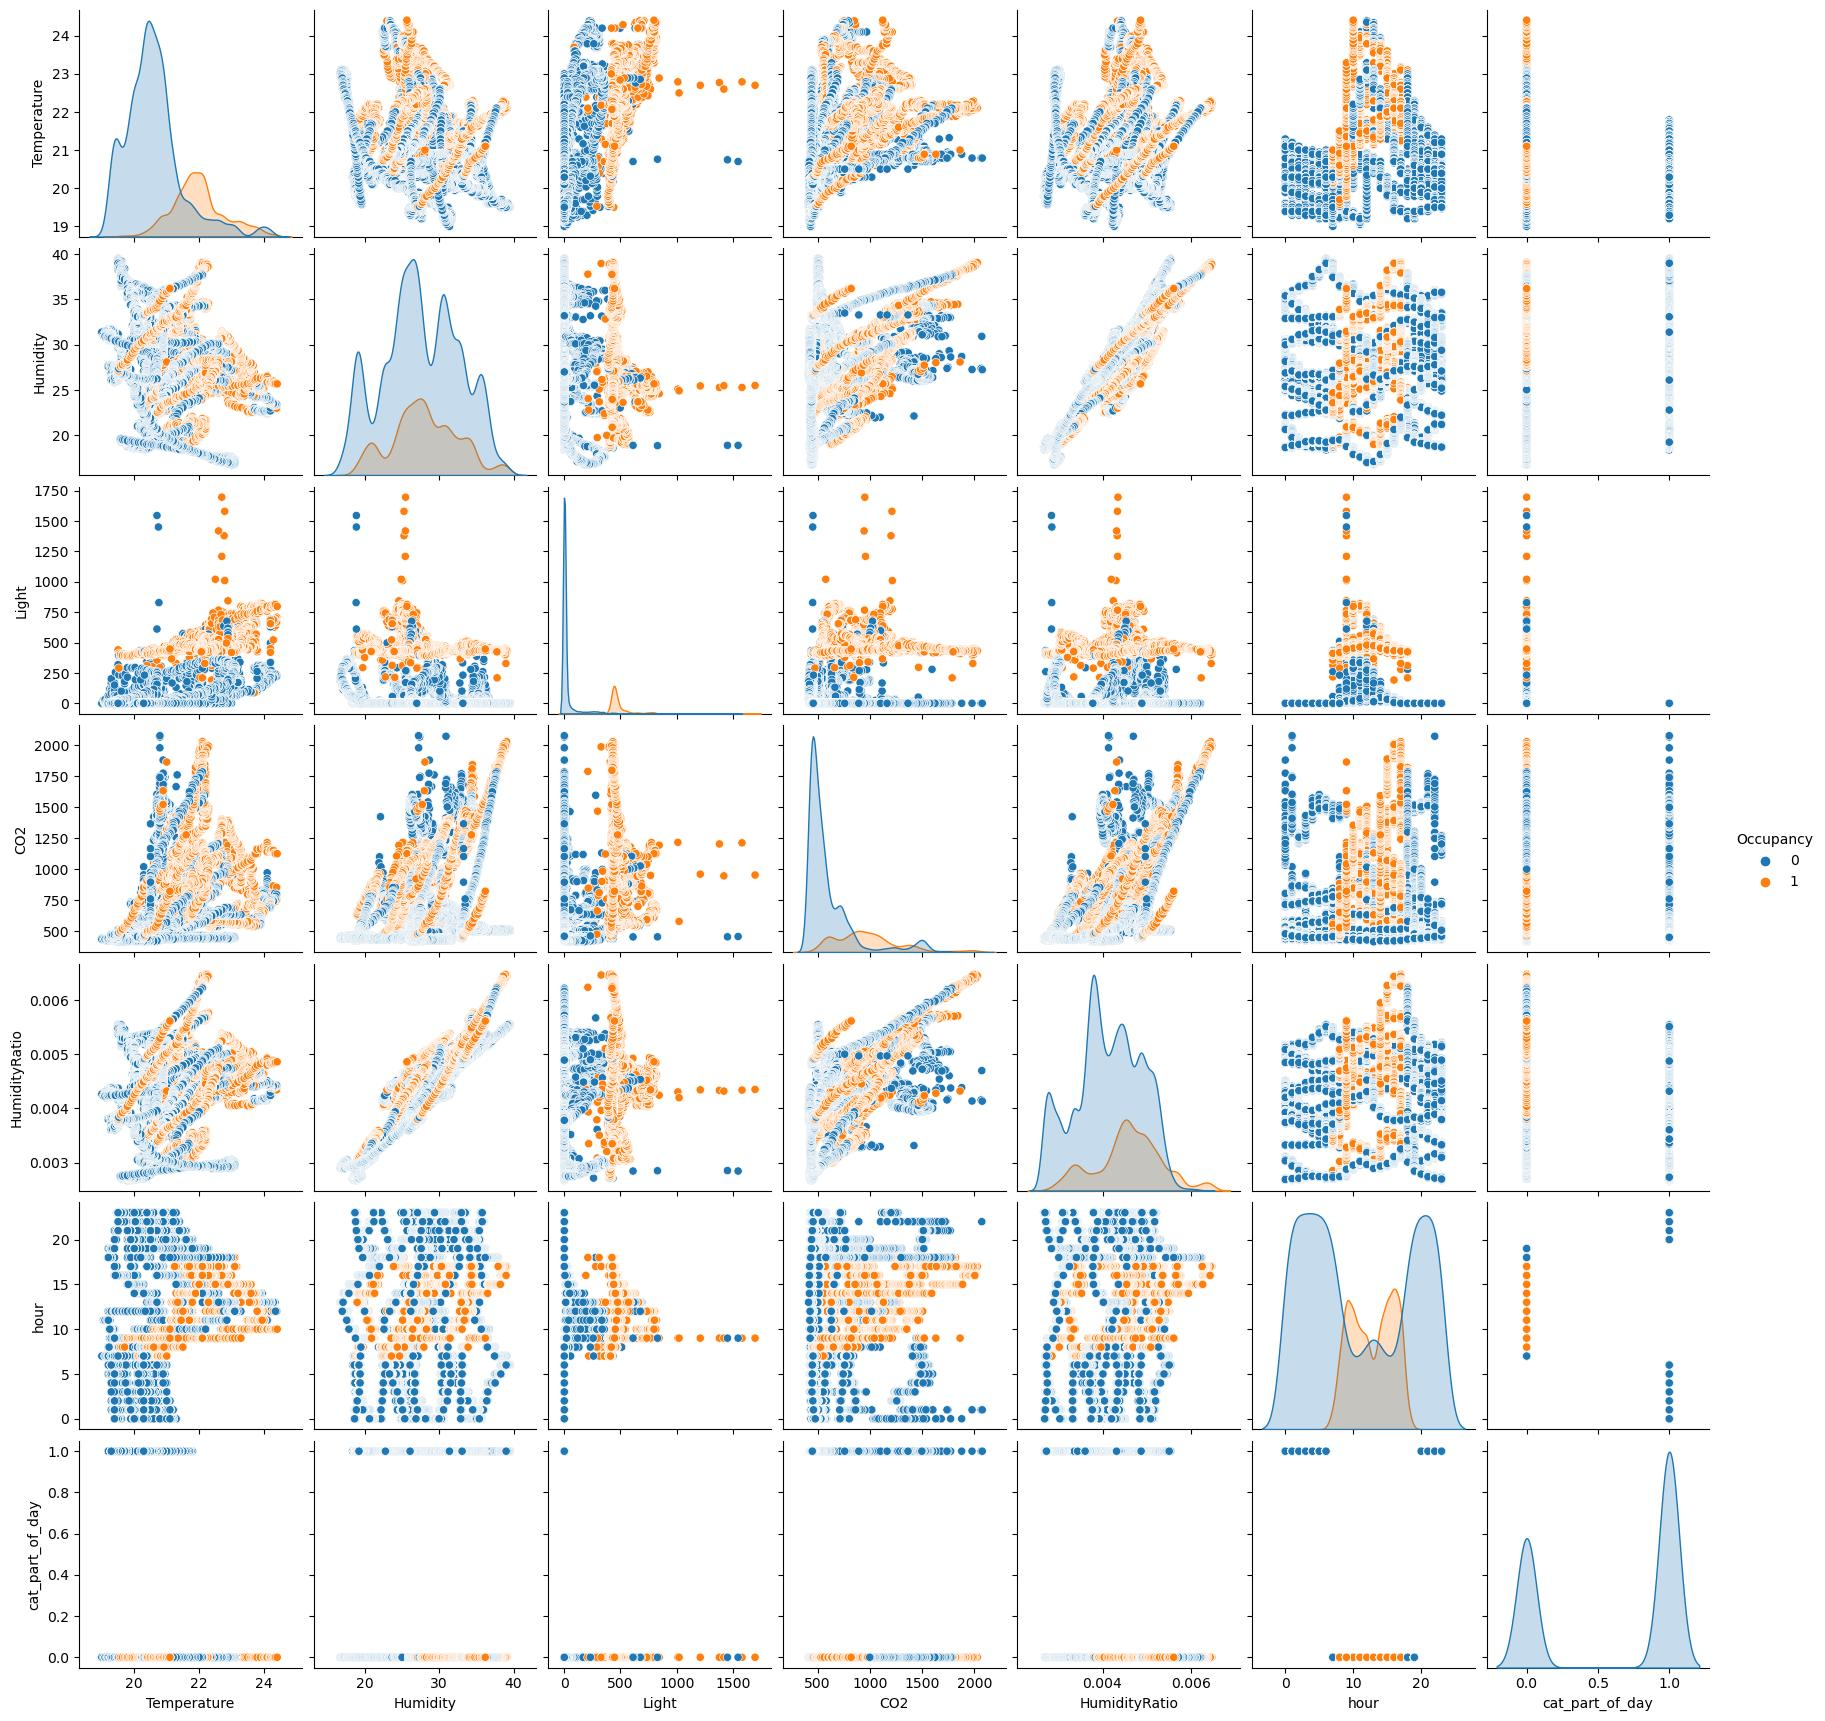 Temperature
24
23
22
21
20
19
Humidity
40
35
30
25
20
Light
1750
1500
1250
1000
750
500
250
0
CO2
2000
1750
1500
1250
1000
750
500
Occupancy
0
1
HumidityRatio
0.006
0.005
0.004
0.003
hour
20
15
10
5
0
cat_part_of_day
1.0
0.8
0.6
0.4
0.2
0.0
20 22 24
20 30 40
0 500 1000 1500
500 1000 1500 2000
0.004 0.006
0 10 20
0.0 0.5 1.0
Temperature
Humidity
Light
CO2
HumidityRatio
hour
cat_part_of_day